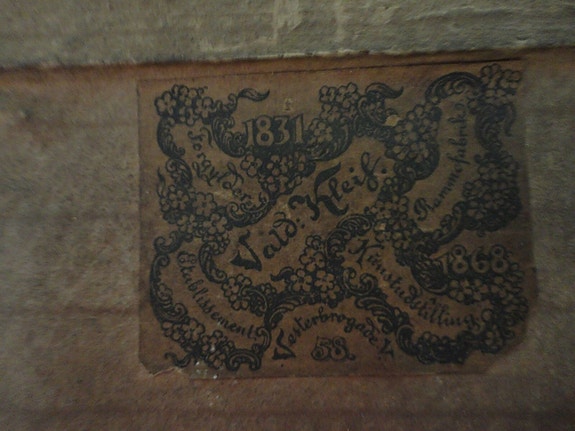 1831
Forgylder
Vald. Kleis.
Rammefabrik
Etablissement
Kunstudstilling
1868
Vesterbrogade V.
58.